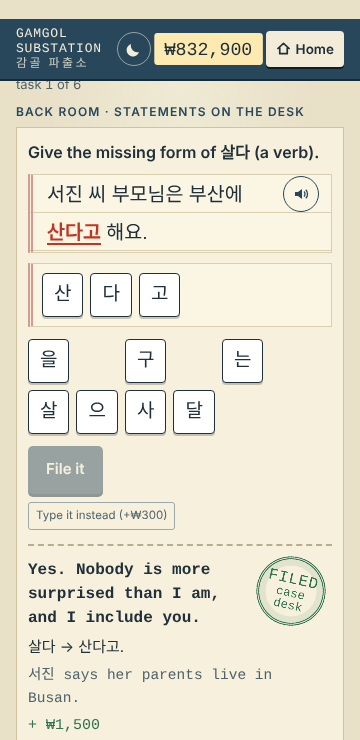 GAMGOL
SUBSTATION
감골 파출소
₩832,900
Home
task 1 of 6
BACK ROOM · STATEMENTS ON THE DESK
Give the missing form of 살다 (a verb).
서진 씨 부모님은 부산에
산다고 해요.
산 다 고
을 구 는
살 으 사 달
File it
Type it instead (+₩300)
Yes. Nobody is more
surprised than I am,
and I include you.
FILED
case
desk
살다 → 산다고.
서진 says her parents live in
Busan.
+ ₩1,500